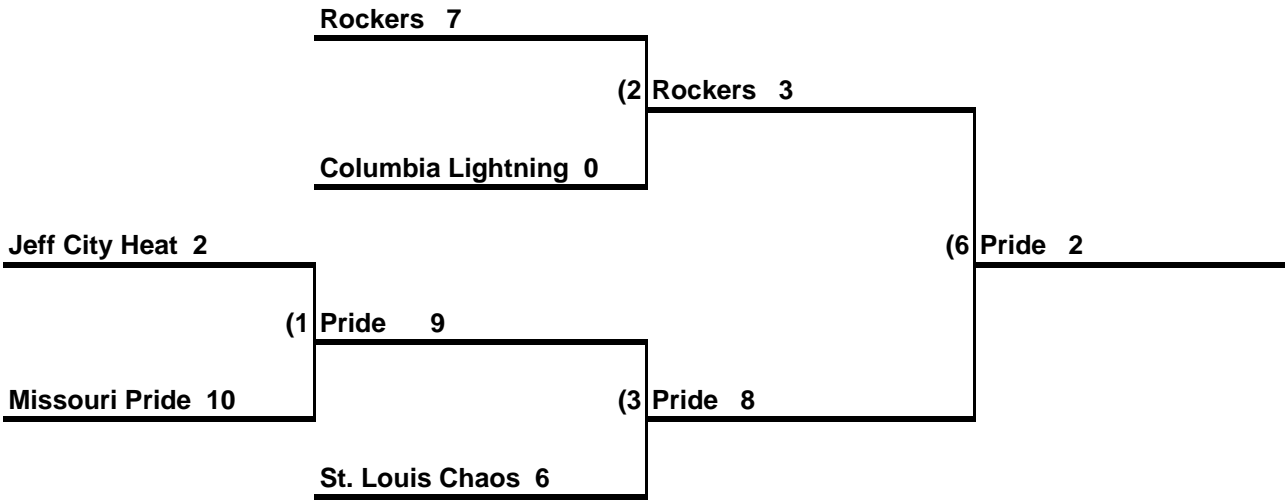 Rockers 7
(2 Rockers 3
Columbia Lightning 0
Jeff City Heat 2
(6 Pride 2
(1 Pride 9
Missouri Pride 10
(3 Pride 8
St. Louis Chaos 6